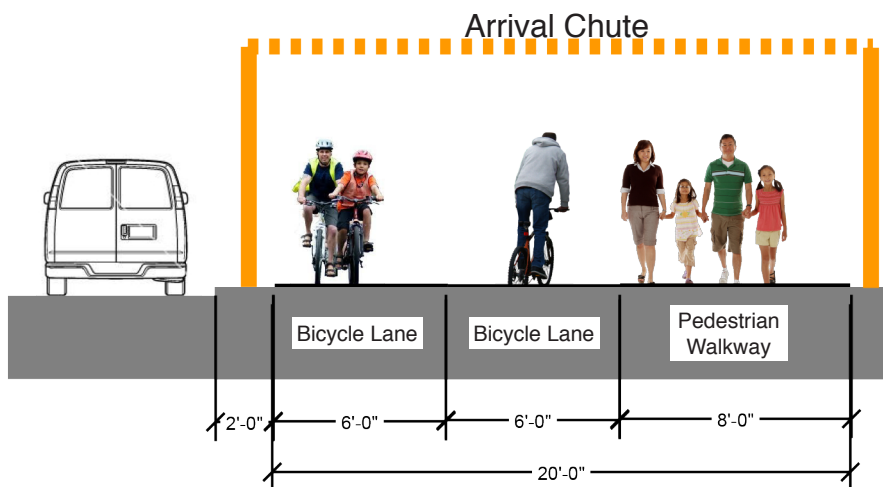 Arrival Chute
Bicycle Lane
Bicycle Lane
Pedestrian
Walkway
2'-0"
6'-0"
6'-0"
8'-0"
20'-0"